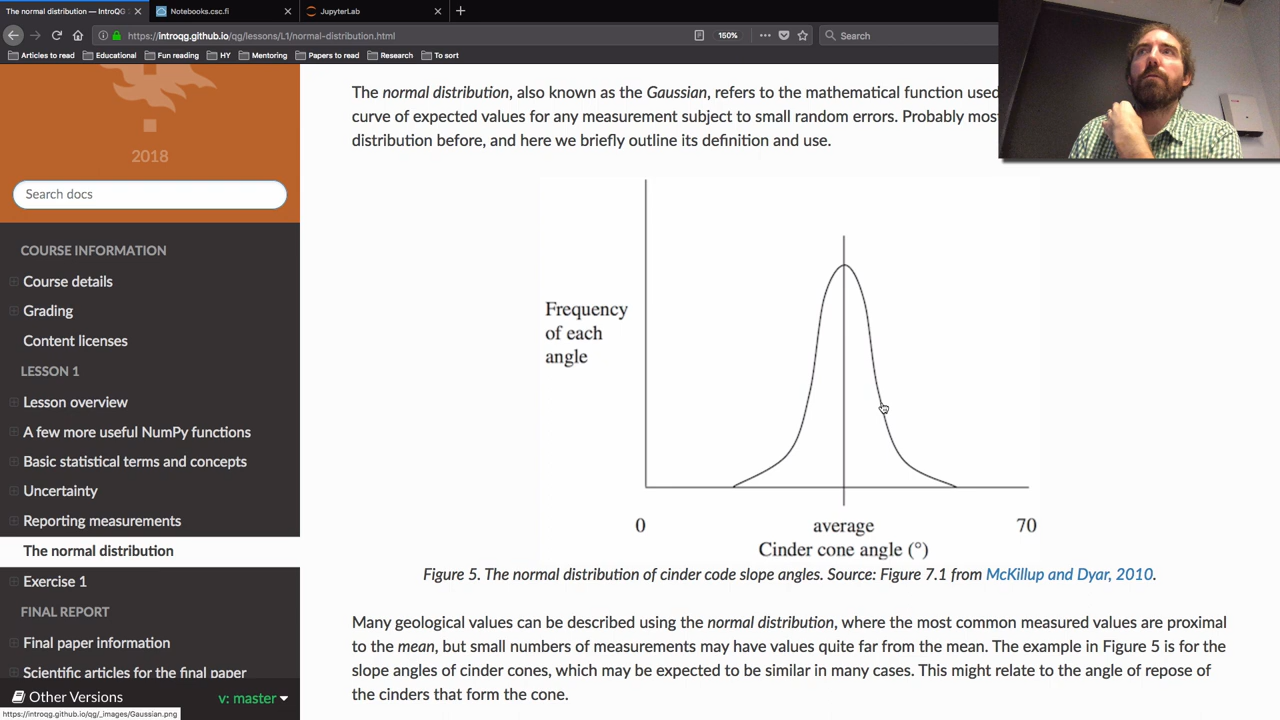 The normal distribution — IntroQG
Notebooks.csc.fi
JupyterLab
https://introqg.github.io/qg/lessons/L1/normal-distribution.html
150%
Search
Articles to read
Educational
Fun reading
HY
Mentoring
Papers to read
Research
To sort
2018
Search docs
COURSE INFORMATION
Course details
Grading
Content licenses
LESSON 1
Lesson overview
A few more useful NumPy functions
Basic statistical terms and concepts
Uncertainty
Reporting measurements
The normal distribution
Exercise 1
FINAL REPORT
Final paper information
Scientific articles for the final paper
Other Versions
v: master
https://introqg.github.io/qg/_images/Gaussian.png
The normal distribution, also known as the Gaussian, refers to the mathematical function used
curve of expected values for any measurement subject to small random errors. Probably
distribution before, and here we briefly outline its definition and use.
Frequency
of each
angle
0
average
70
Cinder cone angle (°)
Figure 5. The normal distribution of cinder code slope angles. Source: Figure 7.1 from McKillup and Dyar, 2010.
Many geological values can be described using the normal distribution, where the most common measured values are proximal
to the mean, but small numbers of measurements may have values quite far from the mean. The example in Figure 5 is for the
slope angles of cinder cones, which may be expected to be similar in many cases. This might relate to the angle of repose of
the cinders that form the cone.